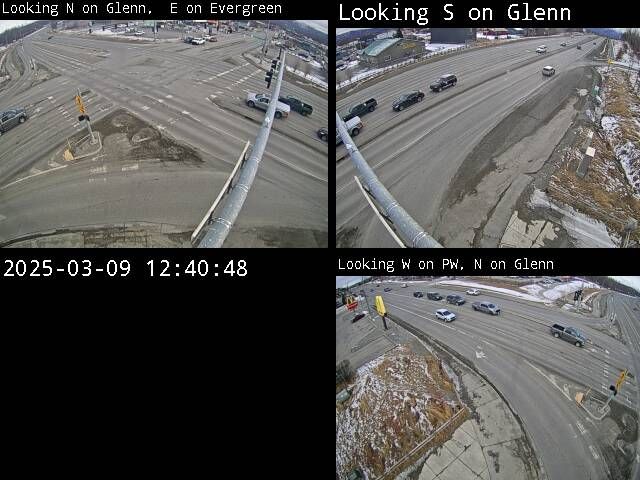 Looking N on Glenn,  E on Evergreen
Looking S on Glenn
2025-03-09 12:40:48
Looking W on PW, N on Glenn